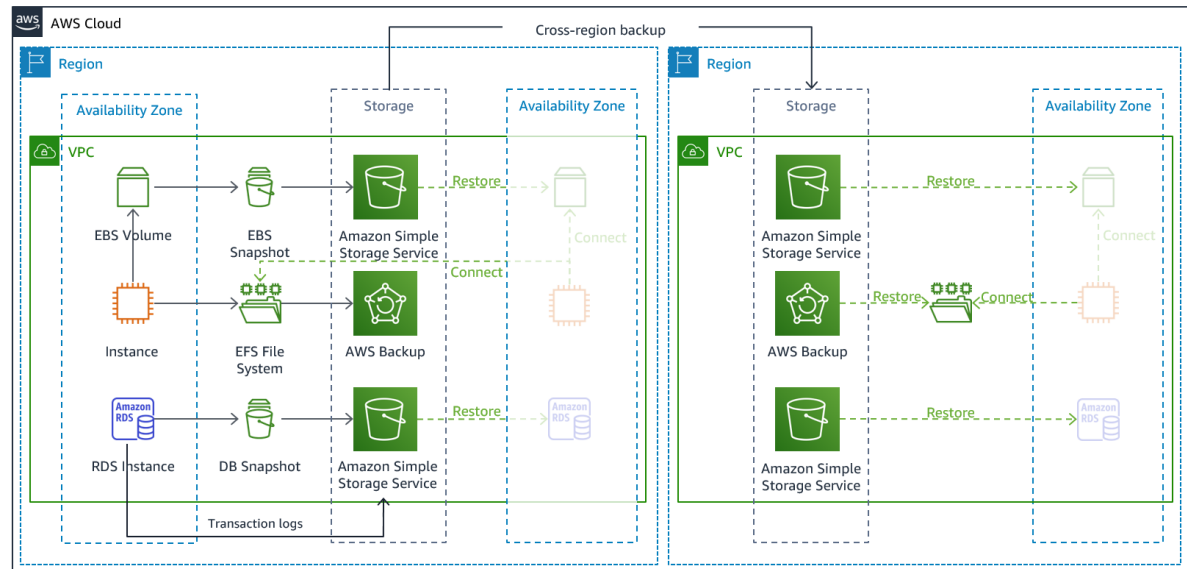 aws
AWS Cloud
Cross-region backup
Region
Availability Zone
Storage
Availability Zone
VPC
Restore
EBS Volume
EBS
Snapshot
Amazon Simple
Storage Service
Connect
Connect
Instance
EFS File
System
AWS Backup
Amazon
RDS
Restore
Amazon
RDS
RDS Instance
DB Snapshot
Amazon Simple
Storage Service
Transaction logs
Region
Storage
Availability Zone
VPC
Restore
Amazon Simple
Storage Service
Connect
Restore
Connect
AWS Backup
Restore
Amazon
RDS
Amazon Simple
Storage Service